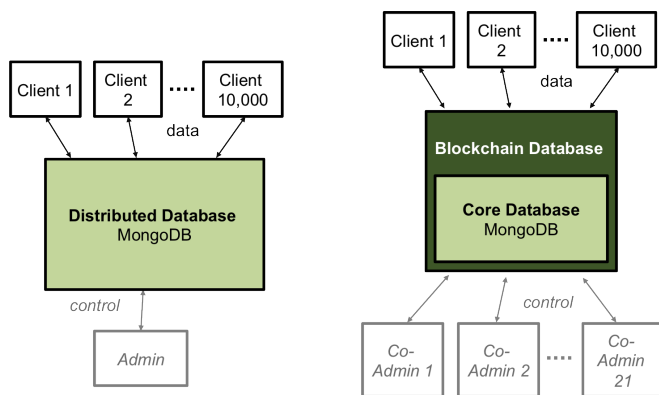 Client 1
Client
2
....
Client
10,000
data
Distributed Database
MongoDB
control
Admin
Client 1
Client
2
....
Client
10,000
data
Blockchain Database
Core Database
MongoDB
control
Co-
Admin 1
Co-
Admin 2
....
Co-
Admin
21